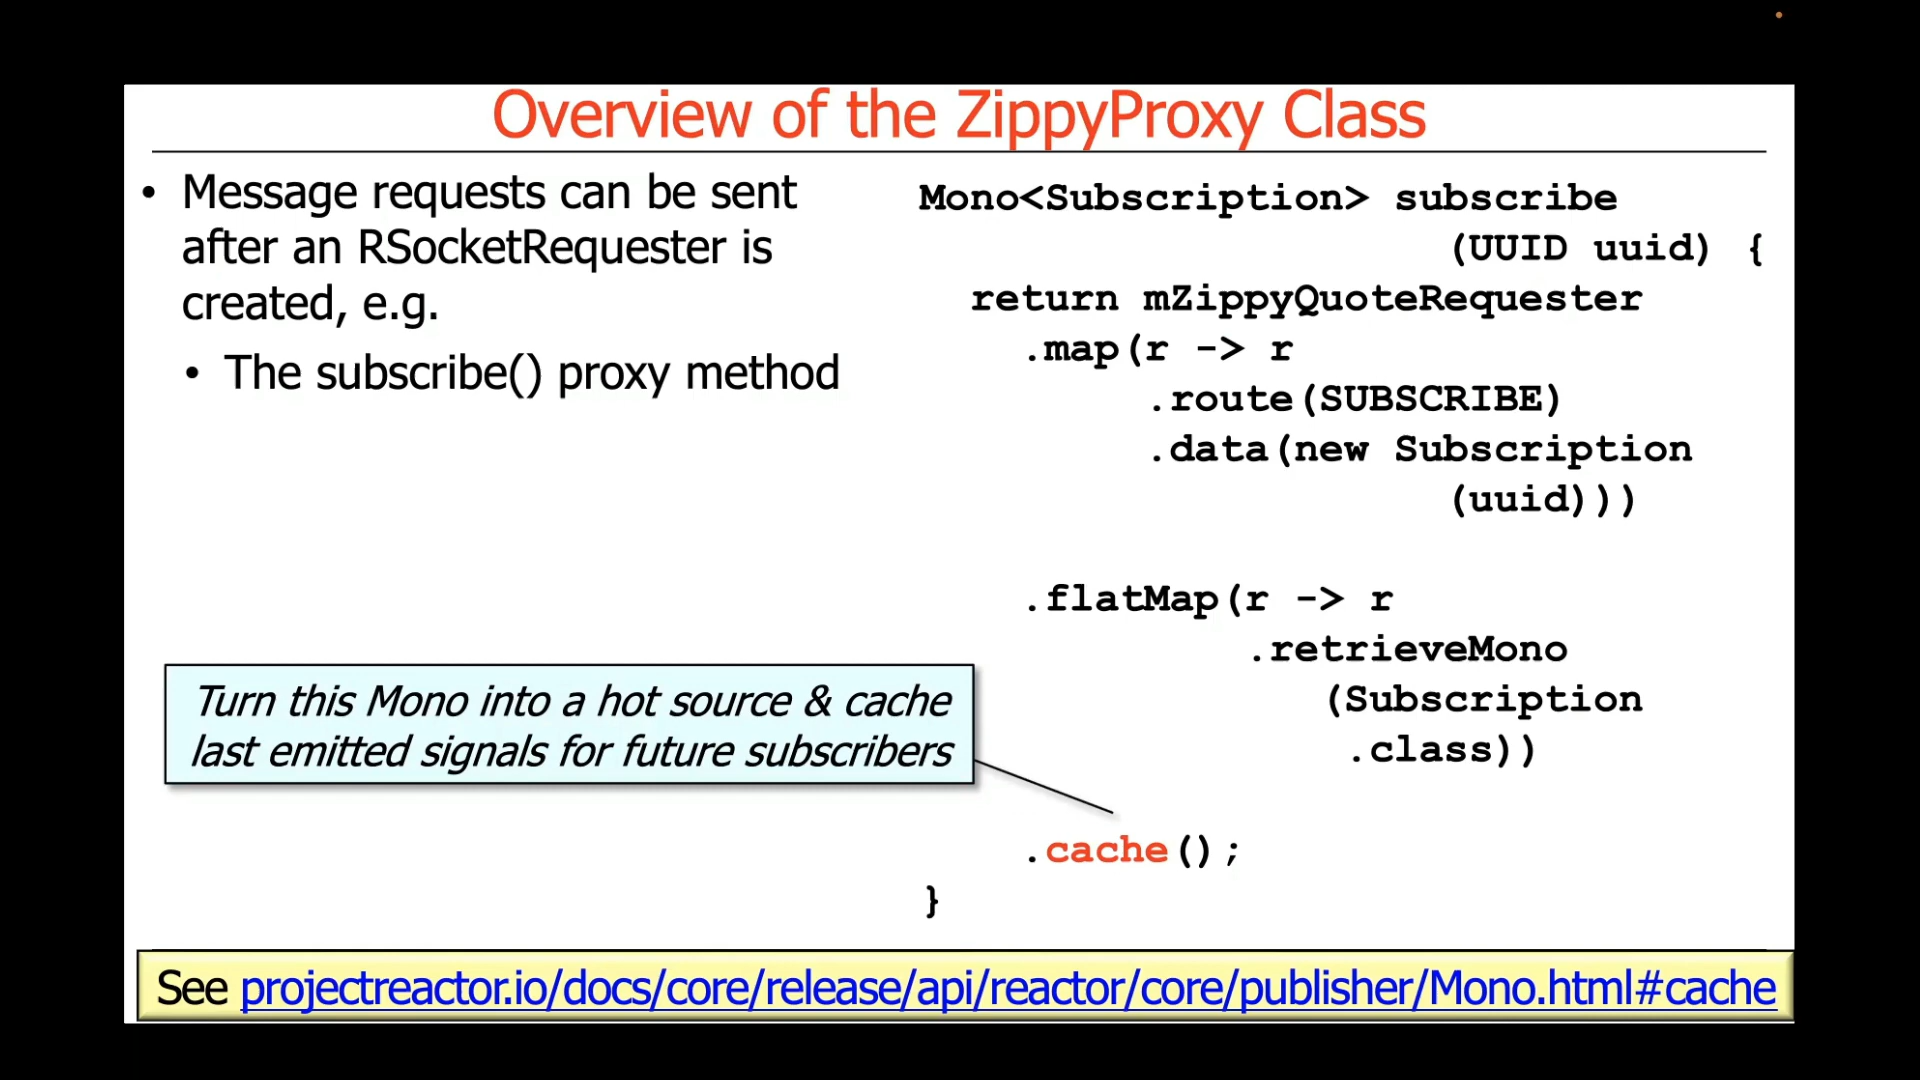 Overview of the ZippyProxy Class
• Message requests can be sent
after an RSocketRequester is
created, e.g.
• The subscribe() proxy method
Mono<Subscription> subscribe
(UUID uuid) {
return mZippyQuoteRequester
.map(r -> r
.route(SUBSCRIBE)
.data(new Subscription
(uuid)))
.flatMap(r -> r
.retrieveMono
(Subscription
.class))
Turn this Mono into a hot source & cache
last emitted signals for future subscribers
.cache();
}
See projectreactor.io/docs/core/release/api/reactor/core/publisher/Mono.html#cache